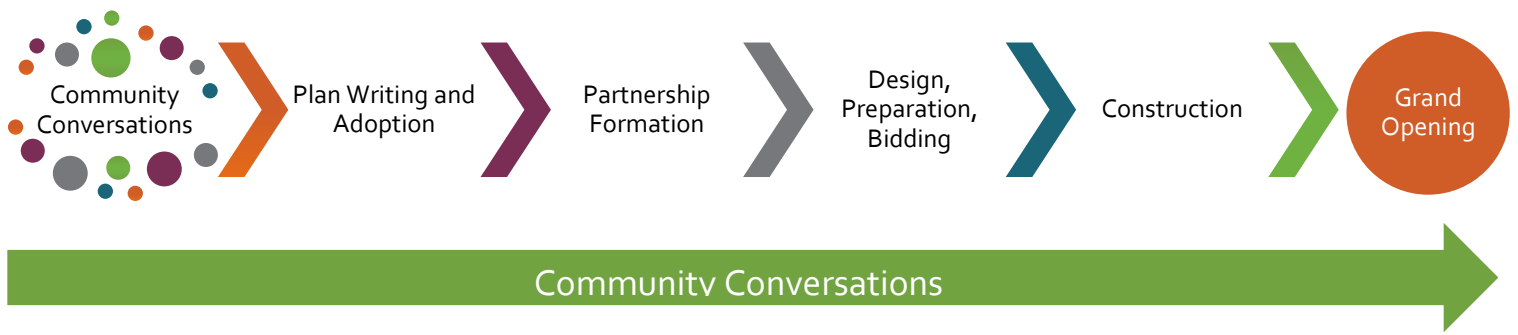 Community
Conversations
Plan Writing and
Adoption
Partnership
Formation
Design,
Preparation,
Bidding
Construction
Grand
Opening
Community Conversations